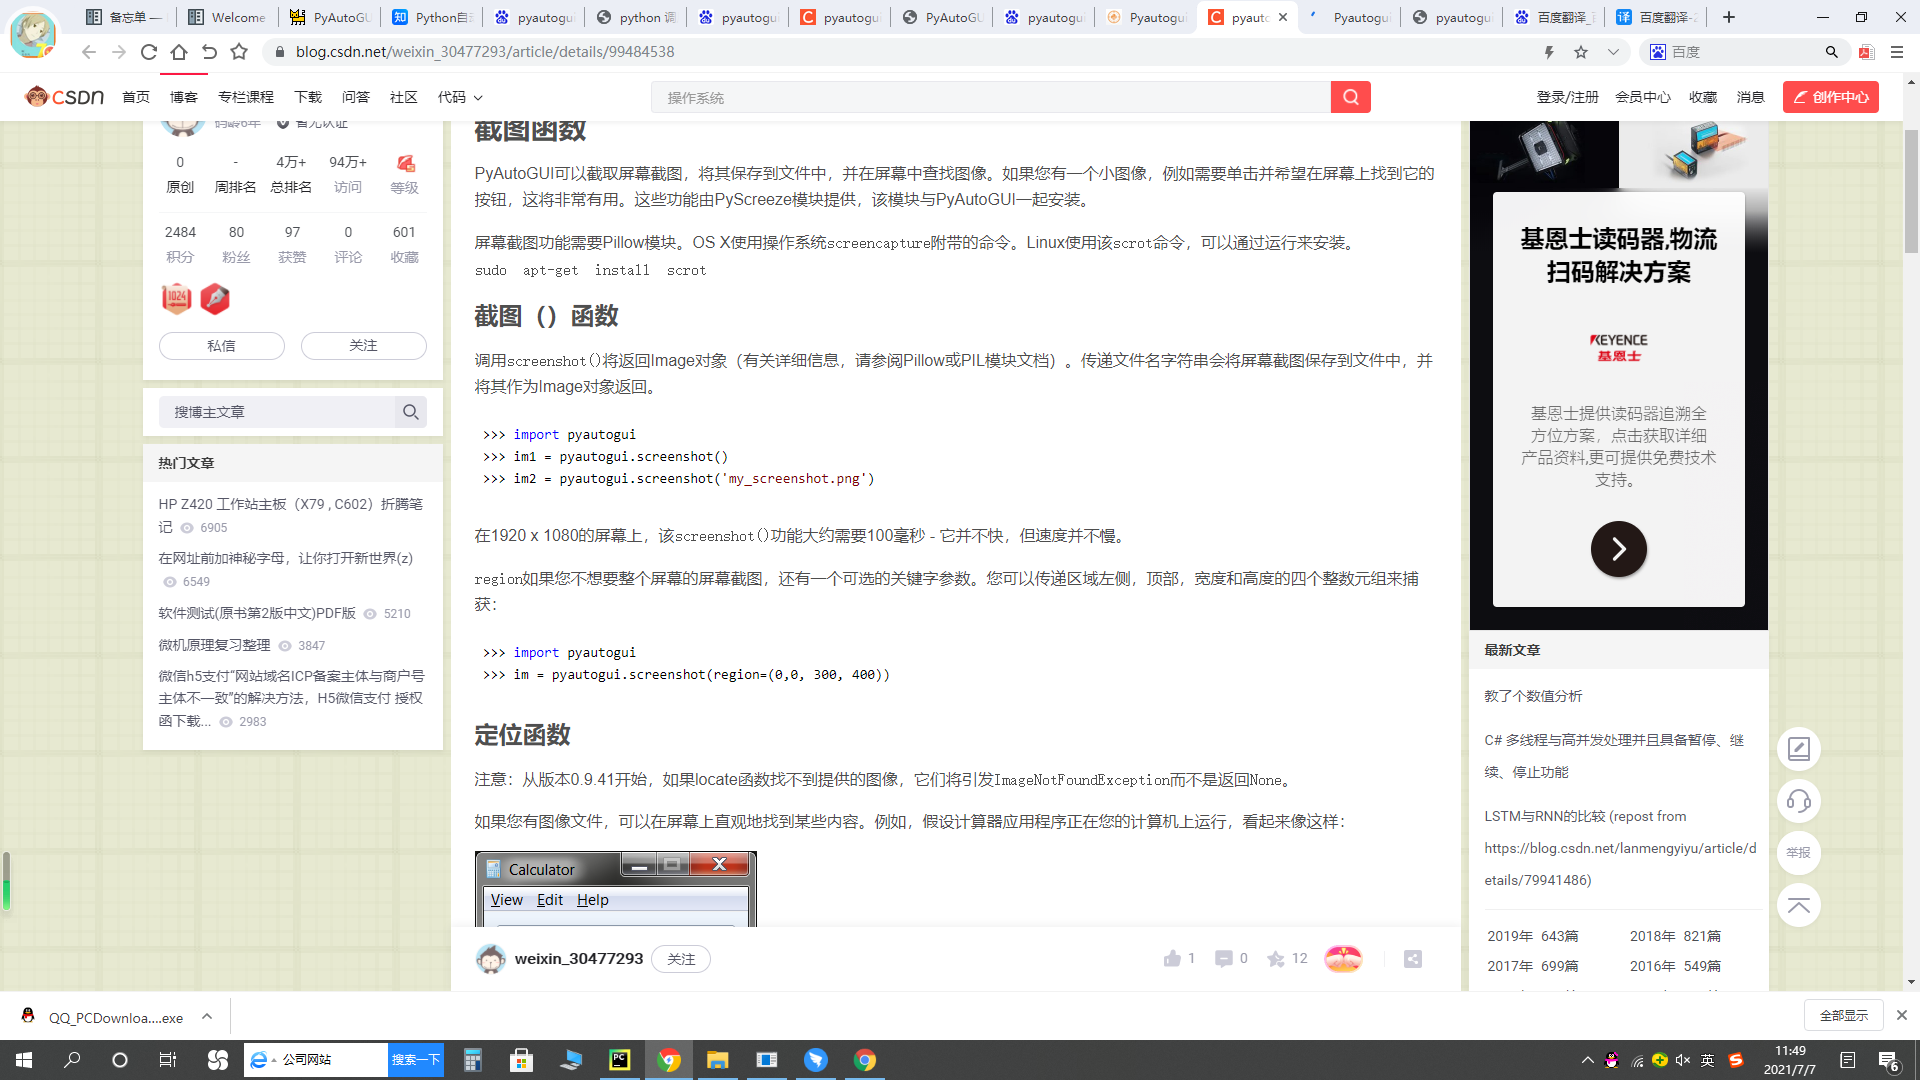 备忘单 —
Welcome
PyAutoGU
Python自动
pyautogui
python 调
pyautogui
pyautogui
PyAutoGU
pyautogui
Pyautogui
pyauto
Pyautogui
pyautogui
百度翻译_百
百度翻译-2
blog.csdn.net/weixin_30477293/article/details/99484538
百度
CSDN
首页
博客
专栏课程
下载
问答
社区
代码
操作系统
登录/注册
会员中心
收藏
消息
创作中心
码龄6年 暂无认证
0 - 4万+ 94万+
原创 周排名 总排名 访问 等级
2484 80 97 0 601
积分 粉丝 获赞 评论 收藏
1024
私信 关注
搜博主文章
热门文章
HP Z420 工作站主板（X79 , C602）折腾笔
记 6905
在网址前加神秘字母，让你打开新世界(z)
6549
软件测试(原书第2版中文)PDF版 5210
微机原理复习整理 3847
微信h5支付“网站域名ICP备案主体与商户号
主体不一致”的解决方法，H5微信支付 授权
函下载... 2983
截图函数
PyAutoGUI可以截取屏幕截图，将其保存到文件中，并在屏幕中查找图像。如果您有一个小图像，例如需要单击并希望在屏幕上找到它的
按钮，这将非常有用。这些功能由PyScreeze模块提供，该模块与PyAutoGUI一起安装。
屏幕截图功能需要Pillow模块。OS X使用操作系统screencapture附带的命令。Linux使用该scrot命令，可以通过运行来安装。
sudo apt-get install scrot
截图（）函数
调用screenshot()将返回Image对象（有关详细信息，请参阅Pillow或PIL模块文档）。传递文件名字符串会将屏幕截图保存到文件中，并
将其作为Image对象返回。
>>> import pyautogui
>>> im1 = pyautogui.screenshot()
>>> im2 = pyautogui.screenshot('my_screenshot.png')
在1920 x 1080的屏幕上，该screenshot()功能大约需要100毫秒 - 它并不快，但速度并不慢。
region如果您不想要整个屏幕的屏幕截图，还有一个可选的关键字参数。您可以传递区域左侧，顶部，宽度和高度的四个整数元组来捕
获：
>>> import pyautogui
>>> im = pyautogui.screenshot(region=(0,0, 300, 400))
定位函数
注意：从版本0.9.41开始，如果locate函数找不到提供的图像，它们将引发ImageNotFoundException而不是返回None。
如果您有图像文件，可以在屏幕上直观地找到某些内容。例如，假设计算器应用程序正在您的计算机上运行，看起来像这样：
Calculator
View Edit Help
weixin_30477293 关注
1 0 12
基恩士读码器,物流
扫码解决方案
KEYENCE
基恩士
基恩士提供读码器追溯全
方位方案，点击获取详细
产品资料,更可提供免费技术
支持。
最新文章
教了个数值分析
C# 多线程与高并发处理并且具备暂停、继
续、停止功能
LSTM与RNN的比较 (repost from
https://blog.csdn.net/lanmengyiyu/article/d
etails/79941486)
2019年 643篇 2018年 821篇
2017年 699篇 2016年 549篇
举报
QQ_PCDownloa....exe
全部显示
公司网站
搜索一下
英
11:49
2021/7/7
6